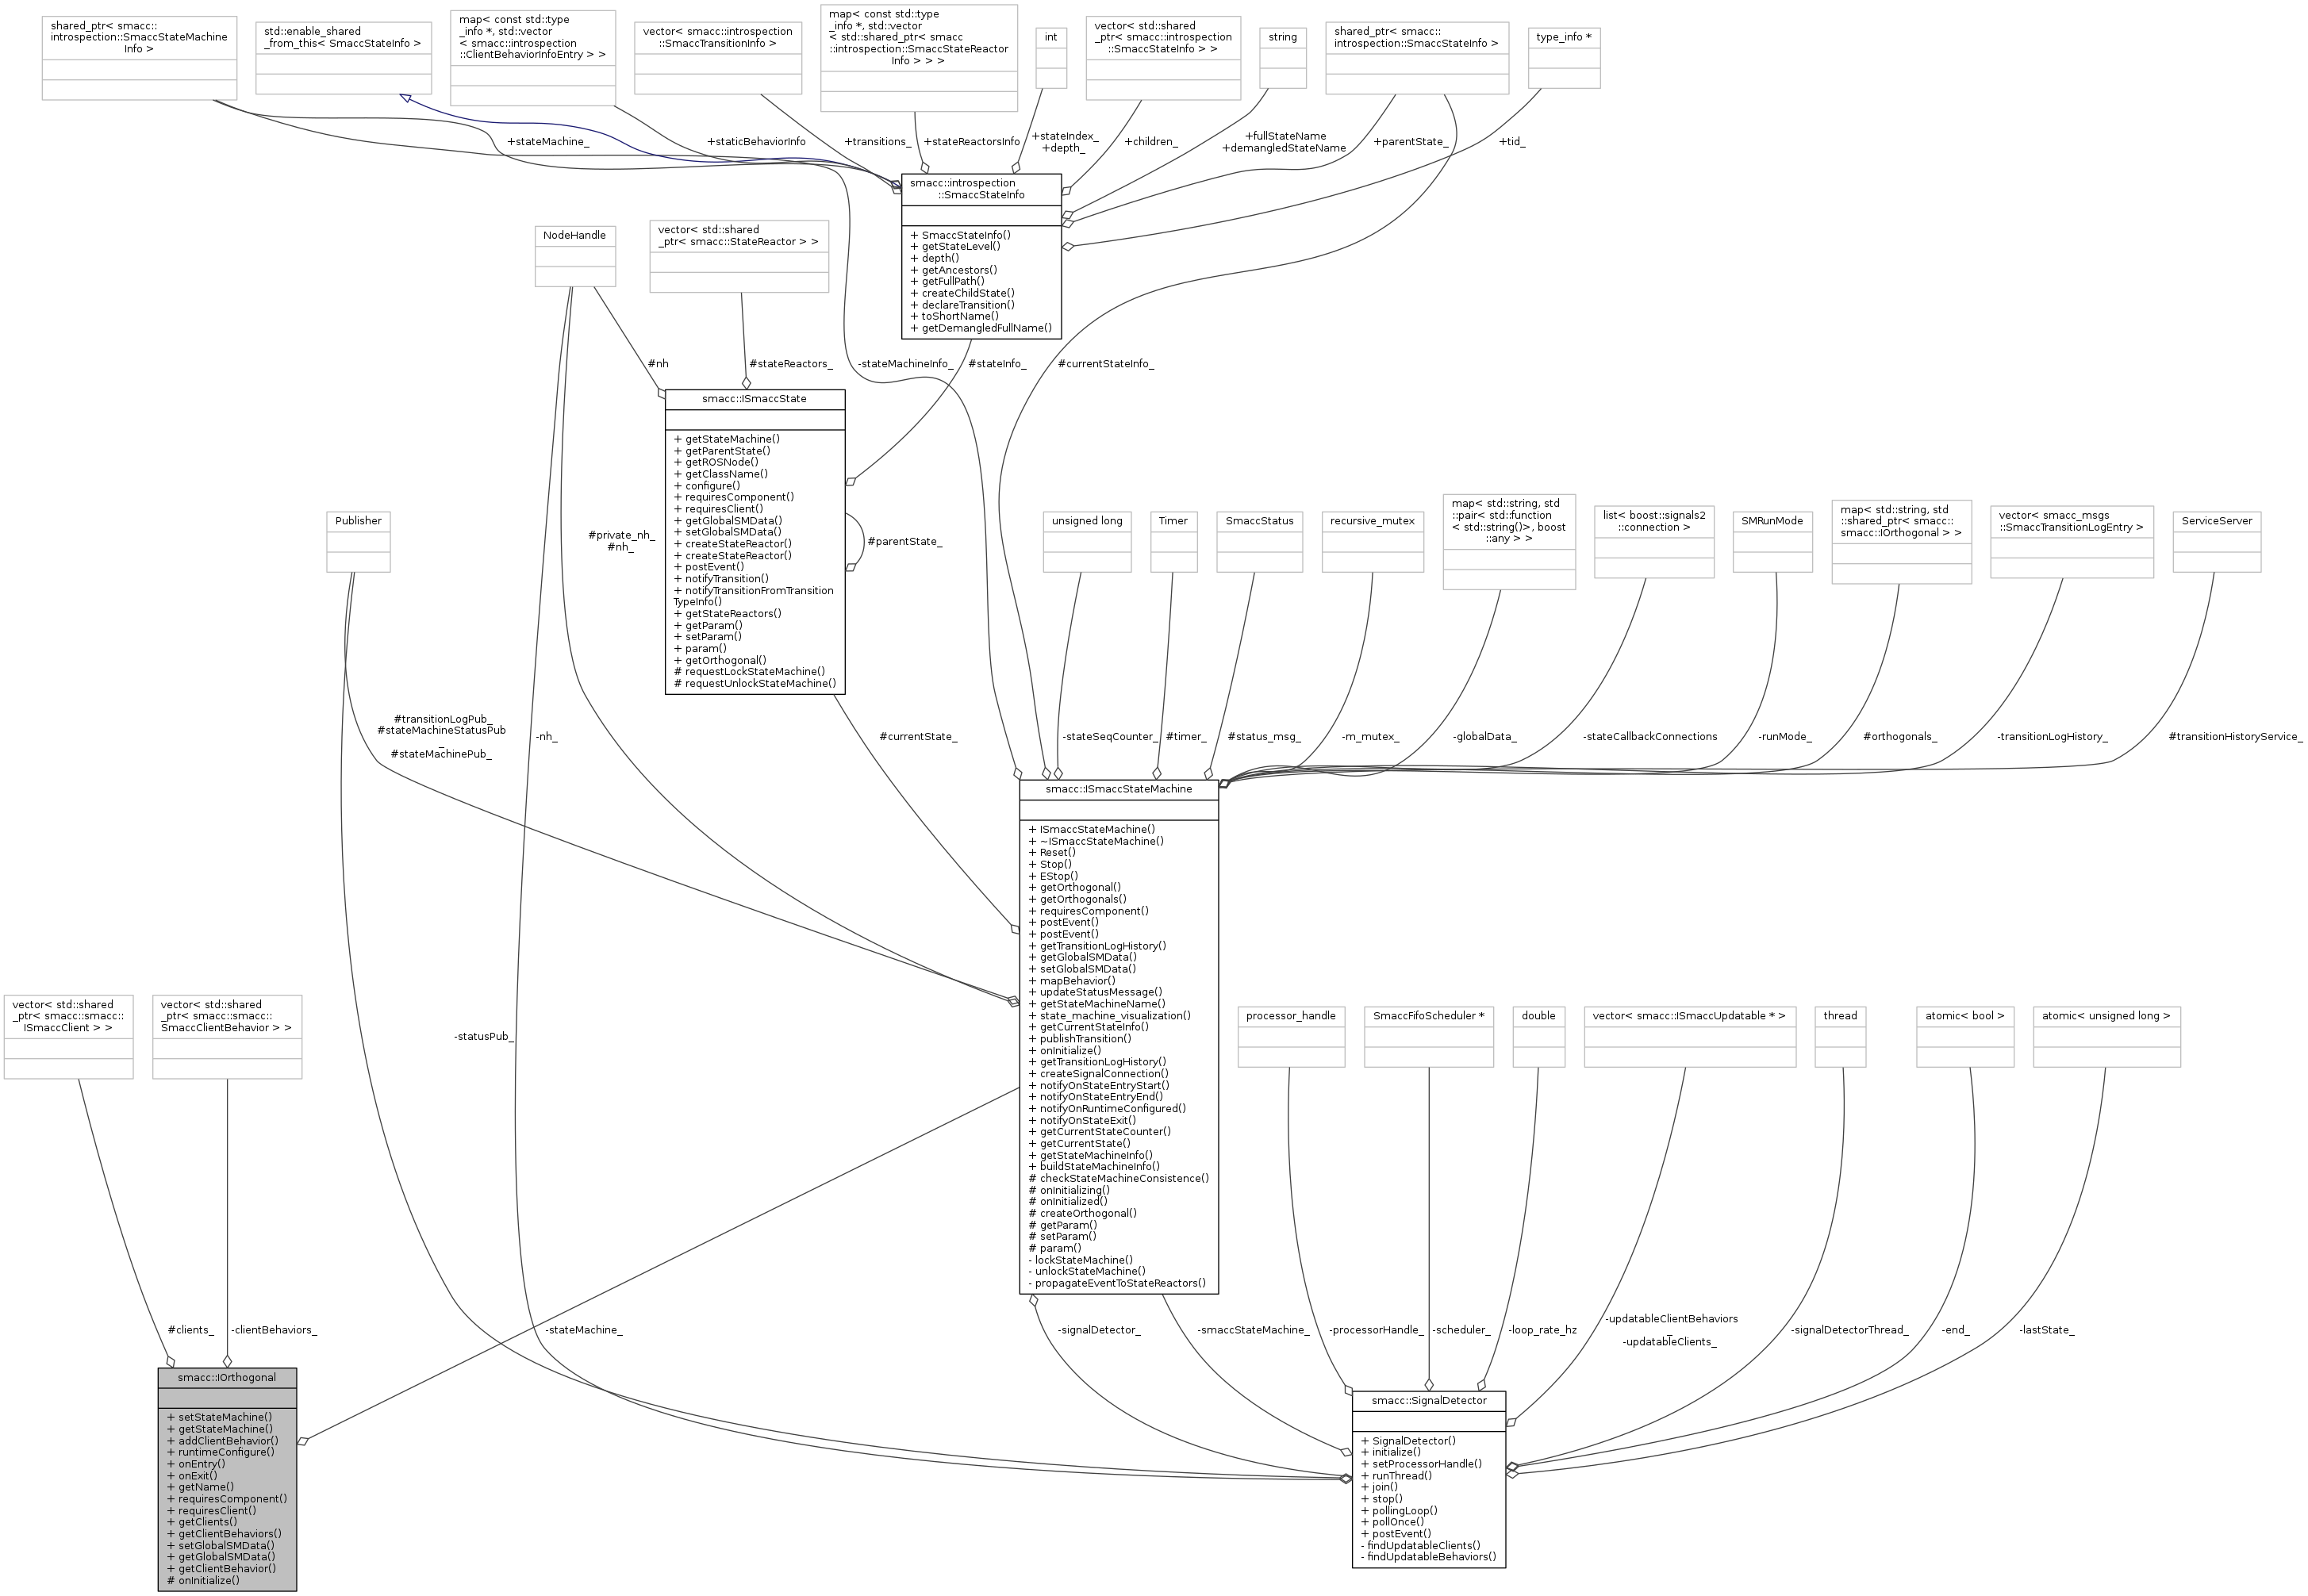 shared_ptr< smacc::
introspection::SmaccStateMachine
Info >
std::enable_shared
_from_this< SmaccStateInfo >
map< const std::type
_info *, std::vector
< smacc::introspection
::ClientBehaviorInfoEntry > >
vector< smacc::introspection
::SmaccTransitionInfo >
map< const std::type
_info *, std::vector
< std::shared_ptr< smacc
::introspection::SmaccStateReactor
Info > > >
int
vector< std::shared
_ptr< smacc::introspection
::SmaccStateInfo > >
string
shared_ptr< smacc::
introspection::SmaccStateInfo >
type_info *
+stateMachine_
+staticBehaviorInfo
+transitions_
+stateReactorsInfo
+stateIndex_
+depth_
+children_
+fullStateName
+demangledStateName
+parentState_
+tid_
smacc::introspection
::SmaccStateInfo
+ SmaccStateInfo()
+ getStateLevel()
+ depth()
+ getAncestors()
+ getFullPath()
+ createChildState()
+ declareTransition()
+ toShortName()
+ getDemangledFullName()
NodeHandle
vector< std::shared
_ptr< smacc::StateReactor > >
#nh
#stateReactors_
-stateMachineInfo_
#stateInfo_
#currentStateInfo_
smacc::ISmaccState
+ getStateMachine()
+ getParentState()
+ getROSNode()
+ getClassName()
+ configure()
+ requiresComponent()
+ requiresClient()
+ getGlobalSMData()
+ setGlobalSMData()
+ createStateReactor()
+ createStateReactor()
+ postEvent()
+ notifyTransition()
+ notifyTransitionFromTransition
TypeInfo()
+ getStateReactors()
+ getParam()
+ setParam()
+ param()
+ getOrthogonal()
# requestLockStateMachine()
# requestUnlockStateMachine()
#parentState_
#private_nh_
#nh_
Publisher
unsigned long
Timer
SmaccStatus
recursive_mutex
map< std::string, std
::pair< std::function
< std::string()>, boost
::any > >
list< boost::signals2
::connection >
SMRunMode
map< std::string, std
::shared_ptr< smacc::
smacc::IOrthogonal > >
vector< smacc_msgs
::SmaccTransitionLogEntry >
ServiceServer
#transitionLogPub_
#stateMachineStatusPub
_
#stateMachinePub_
-nh_
#currentState_
-stateSeqCounter_
#timer_
#status_msg_
-m_mutex_
-globalData_
-stateCallbackConnections
-runMode_
#orthogonals_
-transitionLogHistory_
#transitionHistoryService_
smacc::ISmaccStateMachine
+ ISmaccStateMachine()
+ ~ISmaccStateMachine()
+ Reset()
+ Stop()
+ EStop()
+ getOrthogonal()
+ getOrthogonals()
+ requiresComponent()
+ postEvent()
+ postEvent()
+ getTransitionLogHistory()
+ getGlobalSMData()
+ setGlobalSMData()
+ mapBehavior()
+ updateStatusMessage()
+ getStateMachineName()
+ state_machine_visualization()
+ getCurrentStateInfo()
+ publishTransition()
+ onInitialize()
+ getTransitionLogHistory()
+ createSignalConnection()
+ notifyOnStateEntryStart()
+ notifyOnStateEntryEnd()
+ notifyOnRuntimeConfigured()
+ notifyOnStateExit()
+ getCurrentStateCounter()
+ getCurrentState()
+ getStateMachineInfo()
+ buildStateMachineInfo()
# checkStateMachineConsistence()
# onInitializing()
# onInitialized()
# createOrthogonal()
# getParam()
# setParam()
# param()
- lockStateMachine()
- unlockStateMachine()
- propagateEventToStateReactors()
vector< std::shared
_ptr< smacc::smacc::
ISmaccClient > >
vector< std::shared
_ptr< smacc::smacc::
SmaccClientBehavior > >
-statusPub_
processor_handle
SmaccFifoScheduler *
double
vector< smacc::ISmaccUpdatable * >
thread
atomic< bool >
atomic< unsigned long >
#clients_
-clientBehaviors_
-stateMachine_
-signalDetector_
-smaccStateMachine_
-processorHandle_
-scheduler_
-loop_rate_hz
-updatableClientBehaviors
_
-updatableClients_
-signalDetectorThread_
-end_
-lastState_
smacc::IOrthogonal
+ setStateMachine()
+ getStateMachine()
+ addClientBehavior()
+ runtimeConfigure()
+ onEntry()
+ onExit()
+ getName()
+ requiresComponent()
+ requiresClient()
+ getClients()
+ getClientBehaviors()
+ setGlobalSMData()
+ getGlobalSMData()
+ getClientBehavior()
# onInitialize()
smacc::SignalDetector
+ SignalDetector()
+ initialize()
+ setProcessorHandle()
+ runThread()
+ join()
+ stop()
+ pollingLoop()
+ pollOnce()
+ postEvent()
- findUpdatableClients()
- findUpdatableBehaviors()